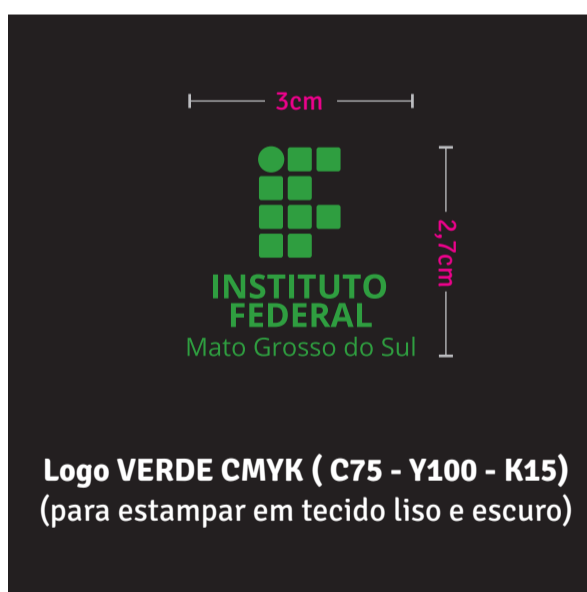 3cm
2,7cm
INSTITUTO
FEDERAL
Mato Grosso do Sul
Logo VERDE CMYK ( C75 - Y100 - K15)
(para estampar em tecido liso e escuro)